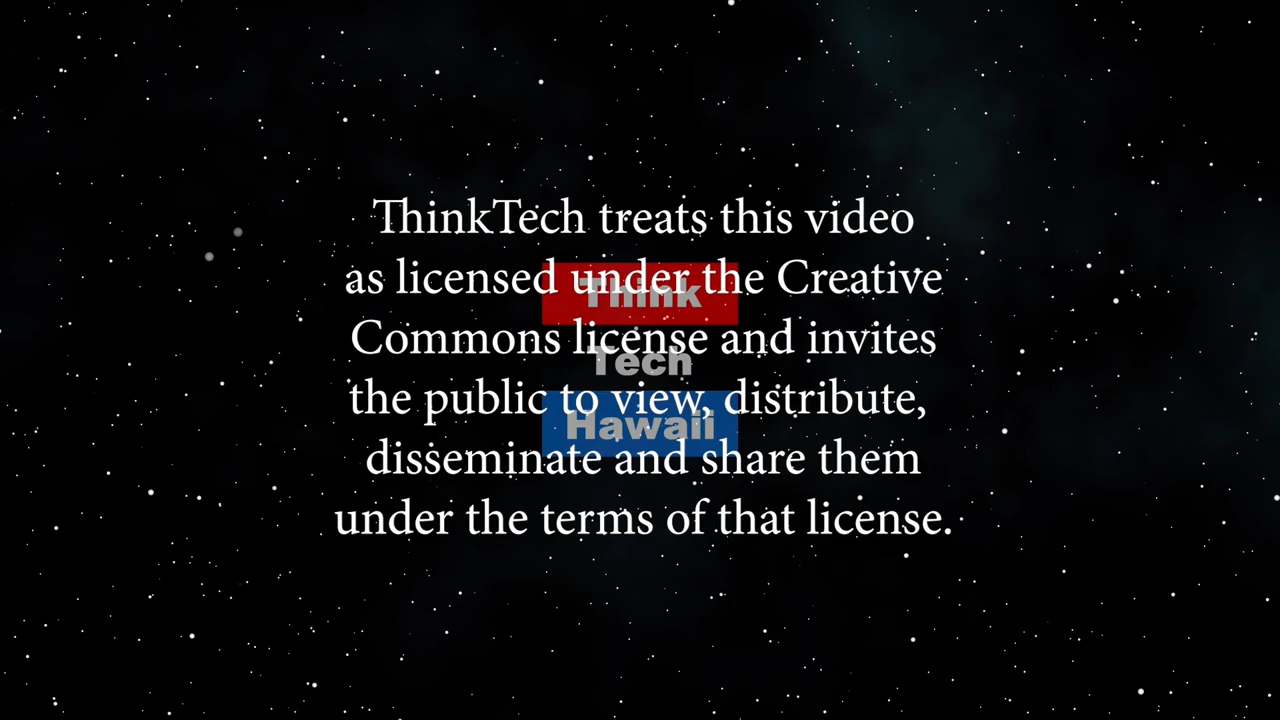 ThinkTech treats this video
as licensed under the Creative
Think
Commons license and invites
Tech
the public to view, distribute,
Hawaii
disseminate and share them
under the terms of that license.